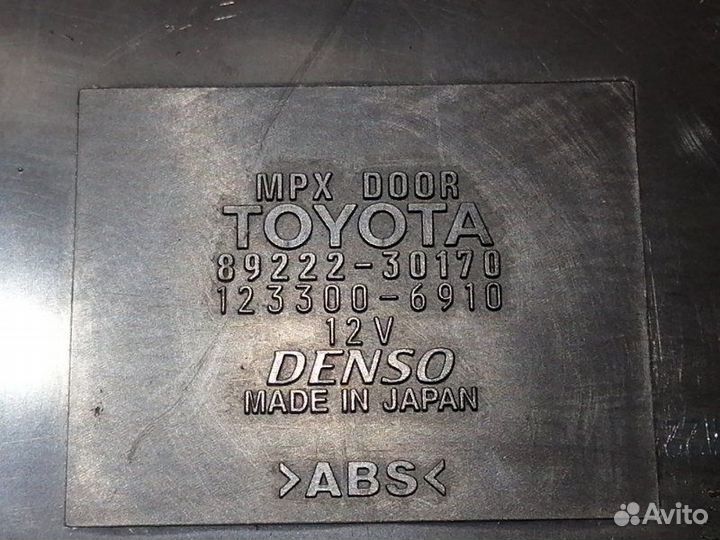 MPX DOOR
TOYOTA
89222-30170
123300-6910
12V
DENSO
MADE IN JAPAN
>ABS<
Avito